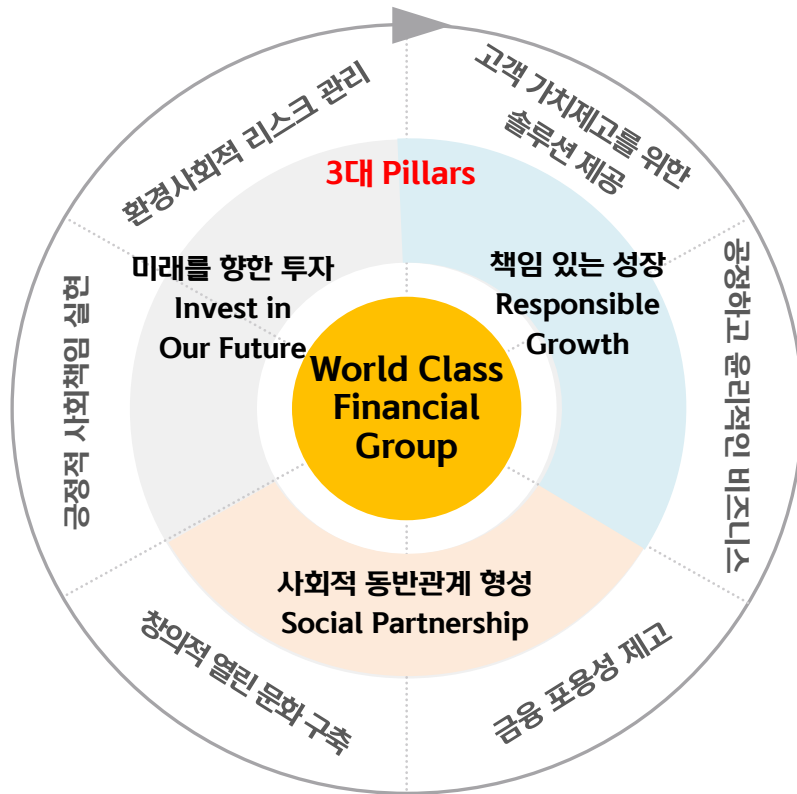 고객 가치제고를 위한
솔루션 제공
공정하고 윤리적인 비즈니스
금융 포용성 제고
창의적 열린 문화 구축
긍정적 사회책임 실현
환경사회적 리스크 관리
3대 Pillars
미래를 향한 투자
Invest in
Our Future
책임 있는 성장
Responsible
Growth
World Class
Financial
Group
사회적 동반관계 형성
Social Partnership